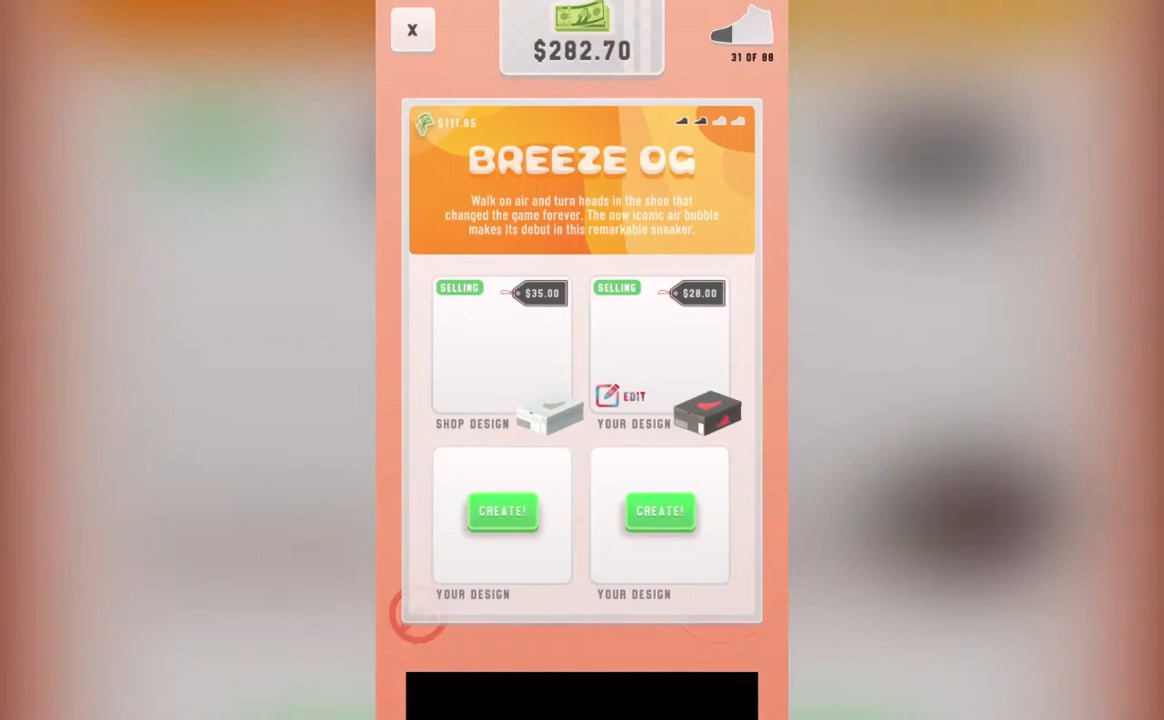 X
$282.70
31 OF 88
$111.85
BREEZE OG
Walk on air and turn heads in the shoe that
changed the game forever. The now iconic air bubble
makes its debut in this remarkable sneaker.
SELLING
$35.00
SELLING
$28.00
EDIT
SHOP DESIGN
YOUR DESIGN
CREATE!
CREATE!
YOUR DESIGN
YOUR DESIGN